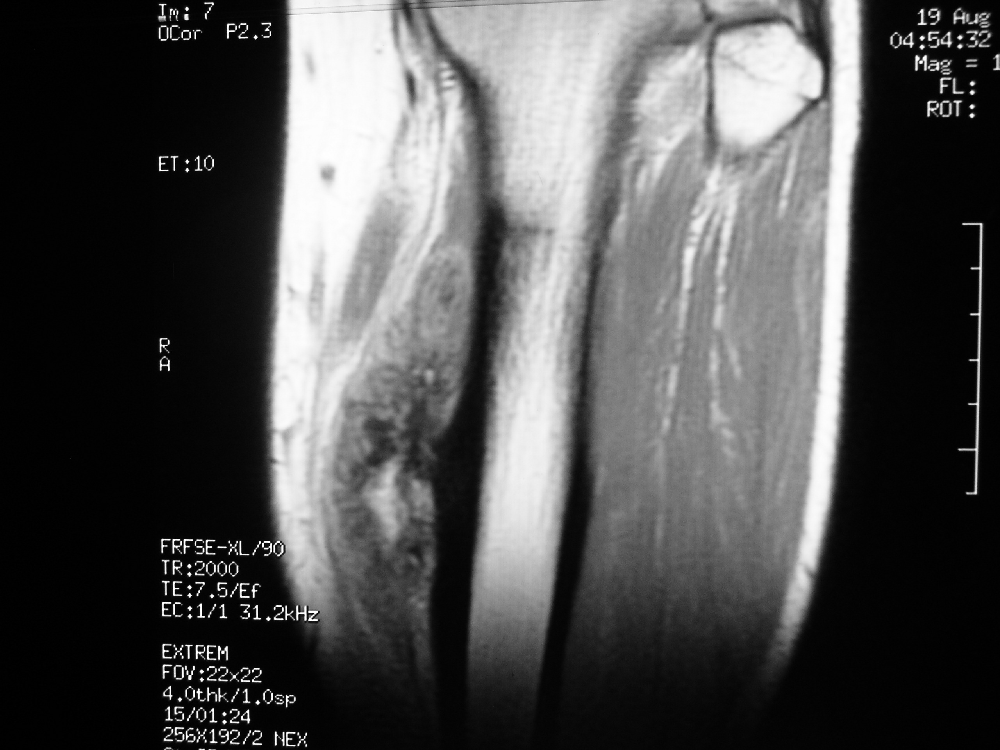 Im: 7
OCor P2.3
19 Aug
04:54:32
Mag = 1
FL:
ROT:
ET:10
R
A
FRFSE-XL/90
TR:2000
TE:7.5/Ef
EC:1/1 31.2kHz
EXTREM
FOV:22x22
4.0thk/1.0sp
15/01:24
256X192/2 NEX